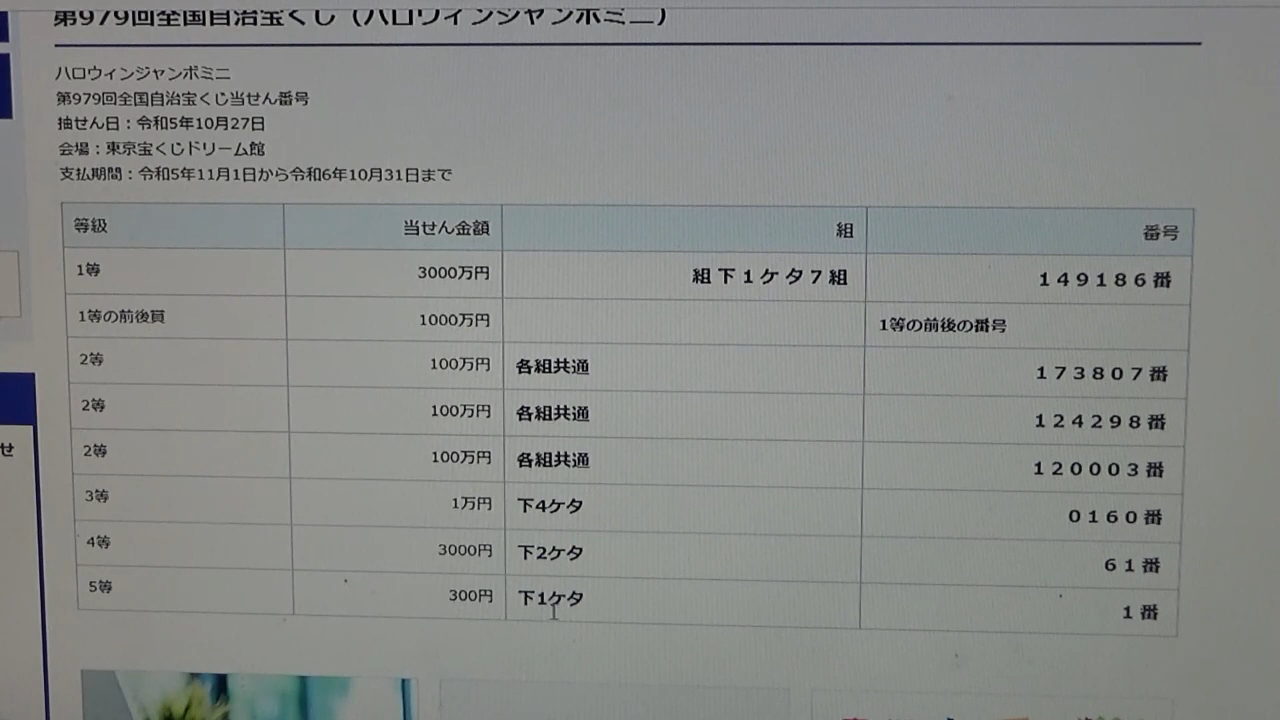 第979回全国自治宝くじ（ハロウィンジャンボミニ）
ハロウィンジャンボミニ
第979回全国自治宝くじ当せん番号
抽せん日：令和5年10月27日
会場：東京宝くじドリーム館
支払期間：令和5年11月1日から令和6年10月31日まで
等級 当せん金額 組 番号
1等 3000万円 組下1ケタ7組 149186番
1等の前後賞 1000万円 1等の前後の番号
2等 100万円 各組共通 173807番
2等 100万円 各組共通 124298番
2等 100万円 各組共通 120003番
3等 1万円 下4ケタ 0160番
4等 3000円 下2ケタ 61番
5等 300円 下1ケタ 1番
せ